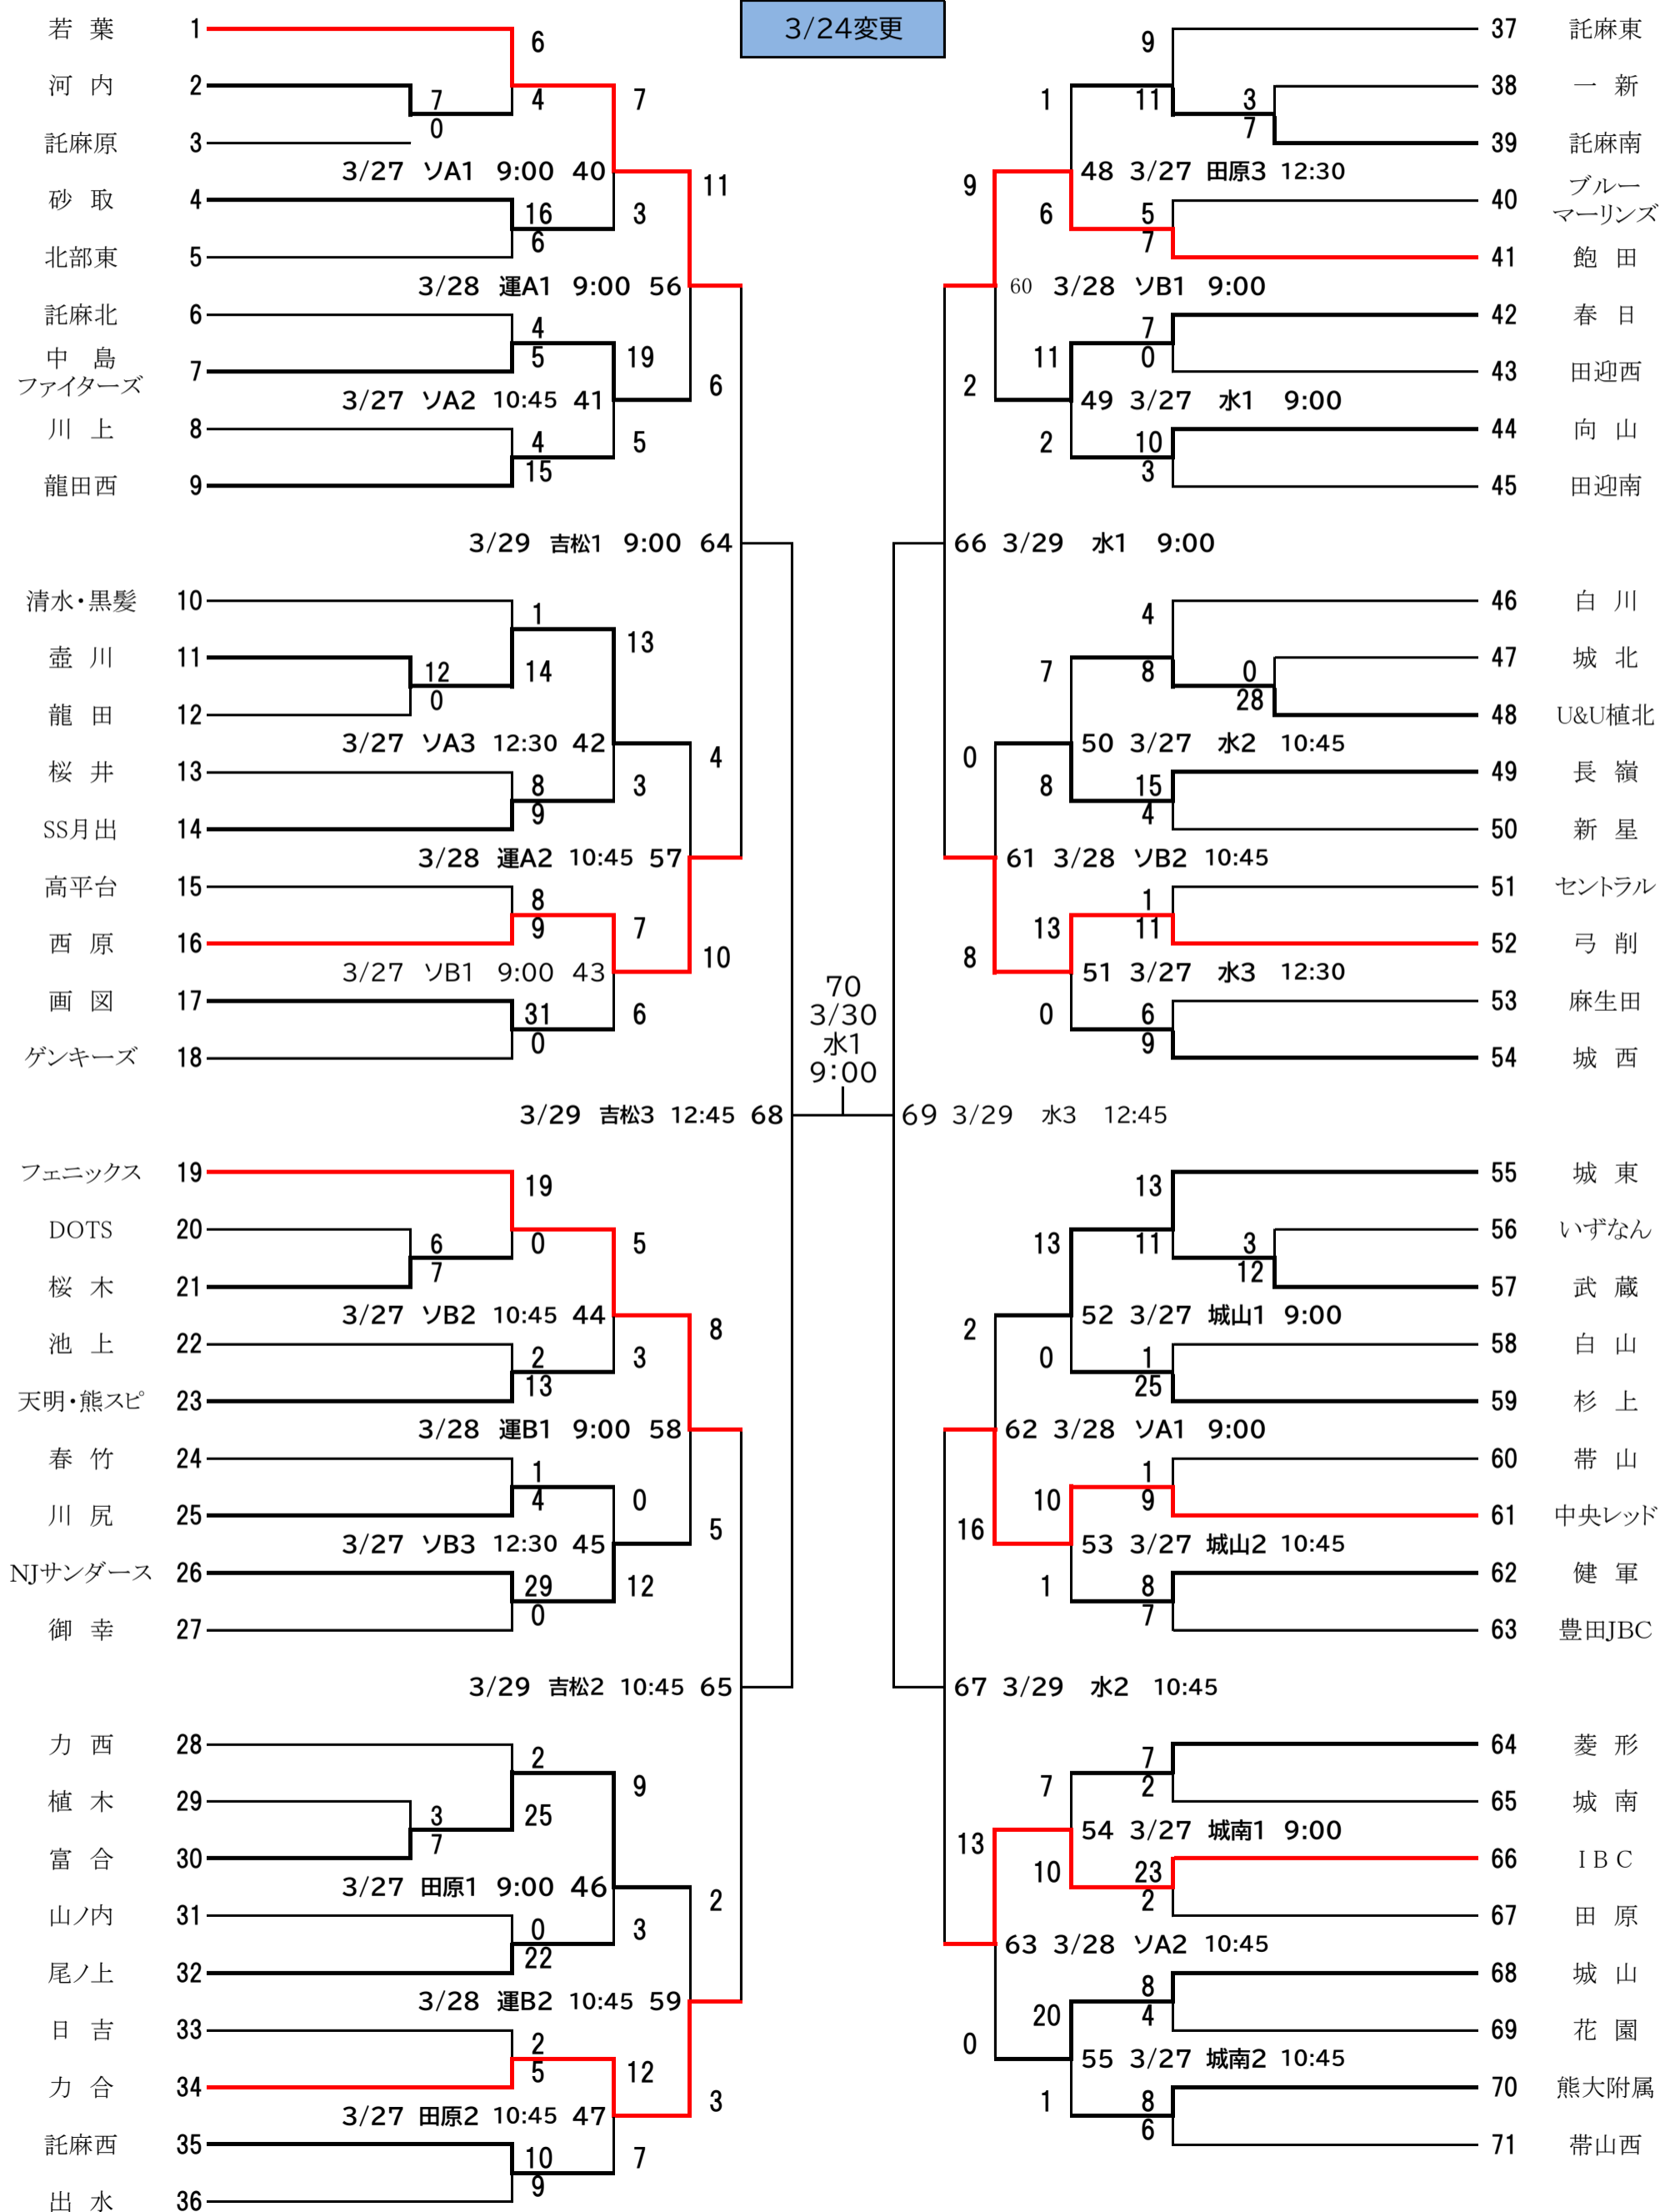 3/24変更
若 葉 1
6
河 内 2
7
4
7
0
託麻原 3
3/27 ソA1 9:00 40
11
砂 取 4
16
3
6
北部東 5
3/28 運A1 9:00 56
託麻北 6
4
中 島
ファイターズ 7
5
19
6
3/27 ソA2 10:45 41
川 上 8
4
5
15
龍田西 9
3/29 吉松1 9:00 64
清水・黒髪 10
1
13
壺 川 11
12
14
0
龍 田 12
3/27 ソA3 12:30 42
4
桜 井 13
8
3
9
SS月出 14
3/28 運A2 10:45 57
高平台 15
8
9
7
西 原 16
10
3/27 ソB1 9:00 43
画 図 17
31
6
0
ゲンキーズ 18
3/29 吉松3 12:45 68
フェニックス 19
19
DOTS 20
6
0
5
7
桜 木 21
3/27 ソB2 10:45 44
8
池 上 22
2
3
13
天明・熊スピ 23
3/28 運B1 9:00 58
春 竹 24
1
4
0
川 尻 25
5
3/27 ソB3 12:30 45
NJサンダース 26
29
12
0
御 幸 27
3/29 吉松2 10:45 65
力 西 28
2
9
植 木 29
3
25
7
富 合 30
3/27 田原1 9:00 46
2
山ノ内 31
0
3
22
尾ノ上 32
3/28 運B2 10:45 59
日 吉 33
2
5
12
力 合 34
3
3/27 田原2 10:45 47
託麻西 35
10
7
9
出 水 36
70
3/30
水1
9:00
37 託麻東
9
38 一 新
1
11
3
7
39 託麻南
48 3/27 田原3 12:30
9
40 ブルー
マーリンズ
6
5
7
41 飽 田
60 3/28 ソB1 9:00
42 春 日
7
11
0
43 田迎西
2
49 3/27 水1 9:00
44 向 山
2
10
3
45 田迎南
66 3/29 水1 9:00
46 白 川
4
47 城 北
7
8
0
28
48 U&U植北
50 3/27 水2 10:45
0
49 長 嶺
8
15
4
50 新 星
61 3/28 ソB2 10:45
51 セントラル
1
13
11
52 弓 削
8
51 3/27 水3 12:30
53 麻生田
0
6
9
54 城 西
69 3/29 水3 12:45
55 城 東
13
56 いずなん
13
11
3
12
57 武 蔵
52 3/27 城山1 9:00
2
58 白 山
0
1
25
59 杉 上
62 3/28 ソA1 9:00
60 帯 山
1
10
9
61 中央レッド
16
53 3/27 城山2 10:45
62 健 軍
1
8
7
63 豊田JBC
67 3/29 水2 10:45
64 菱 形
7
7
2
65 城 南
54 3/27 城南1 9:00
13
66 I B C
10
23
2
67 田 原
63 3/28 ソA2 10:45
68 城 山
8
20
4
69 花 園
0
55 3/27 城南2 10:45
70 熊大附属
1
8
6
71 帯山西